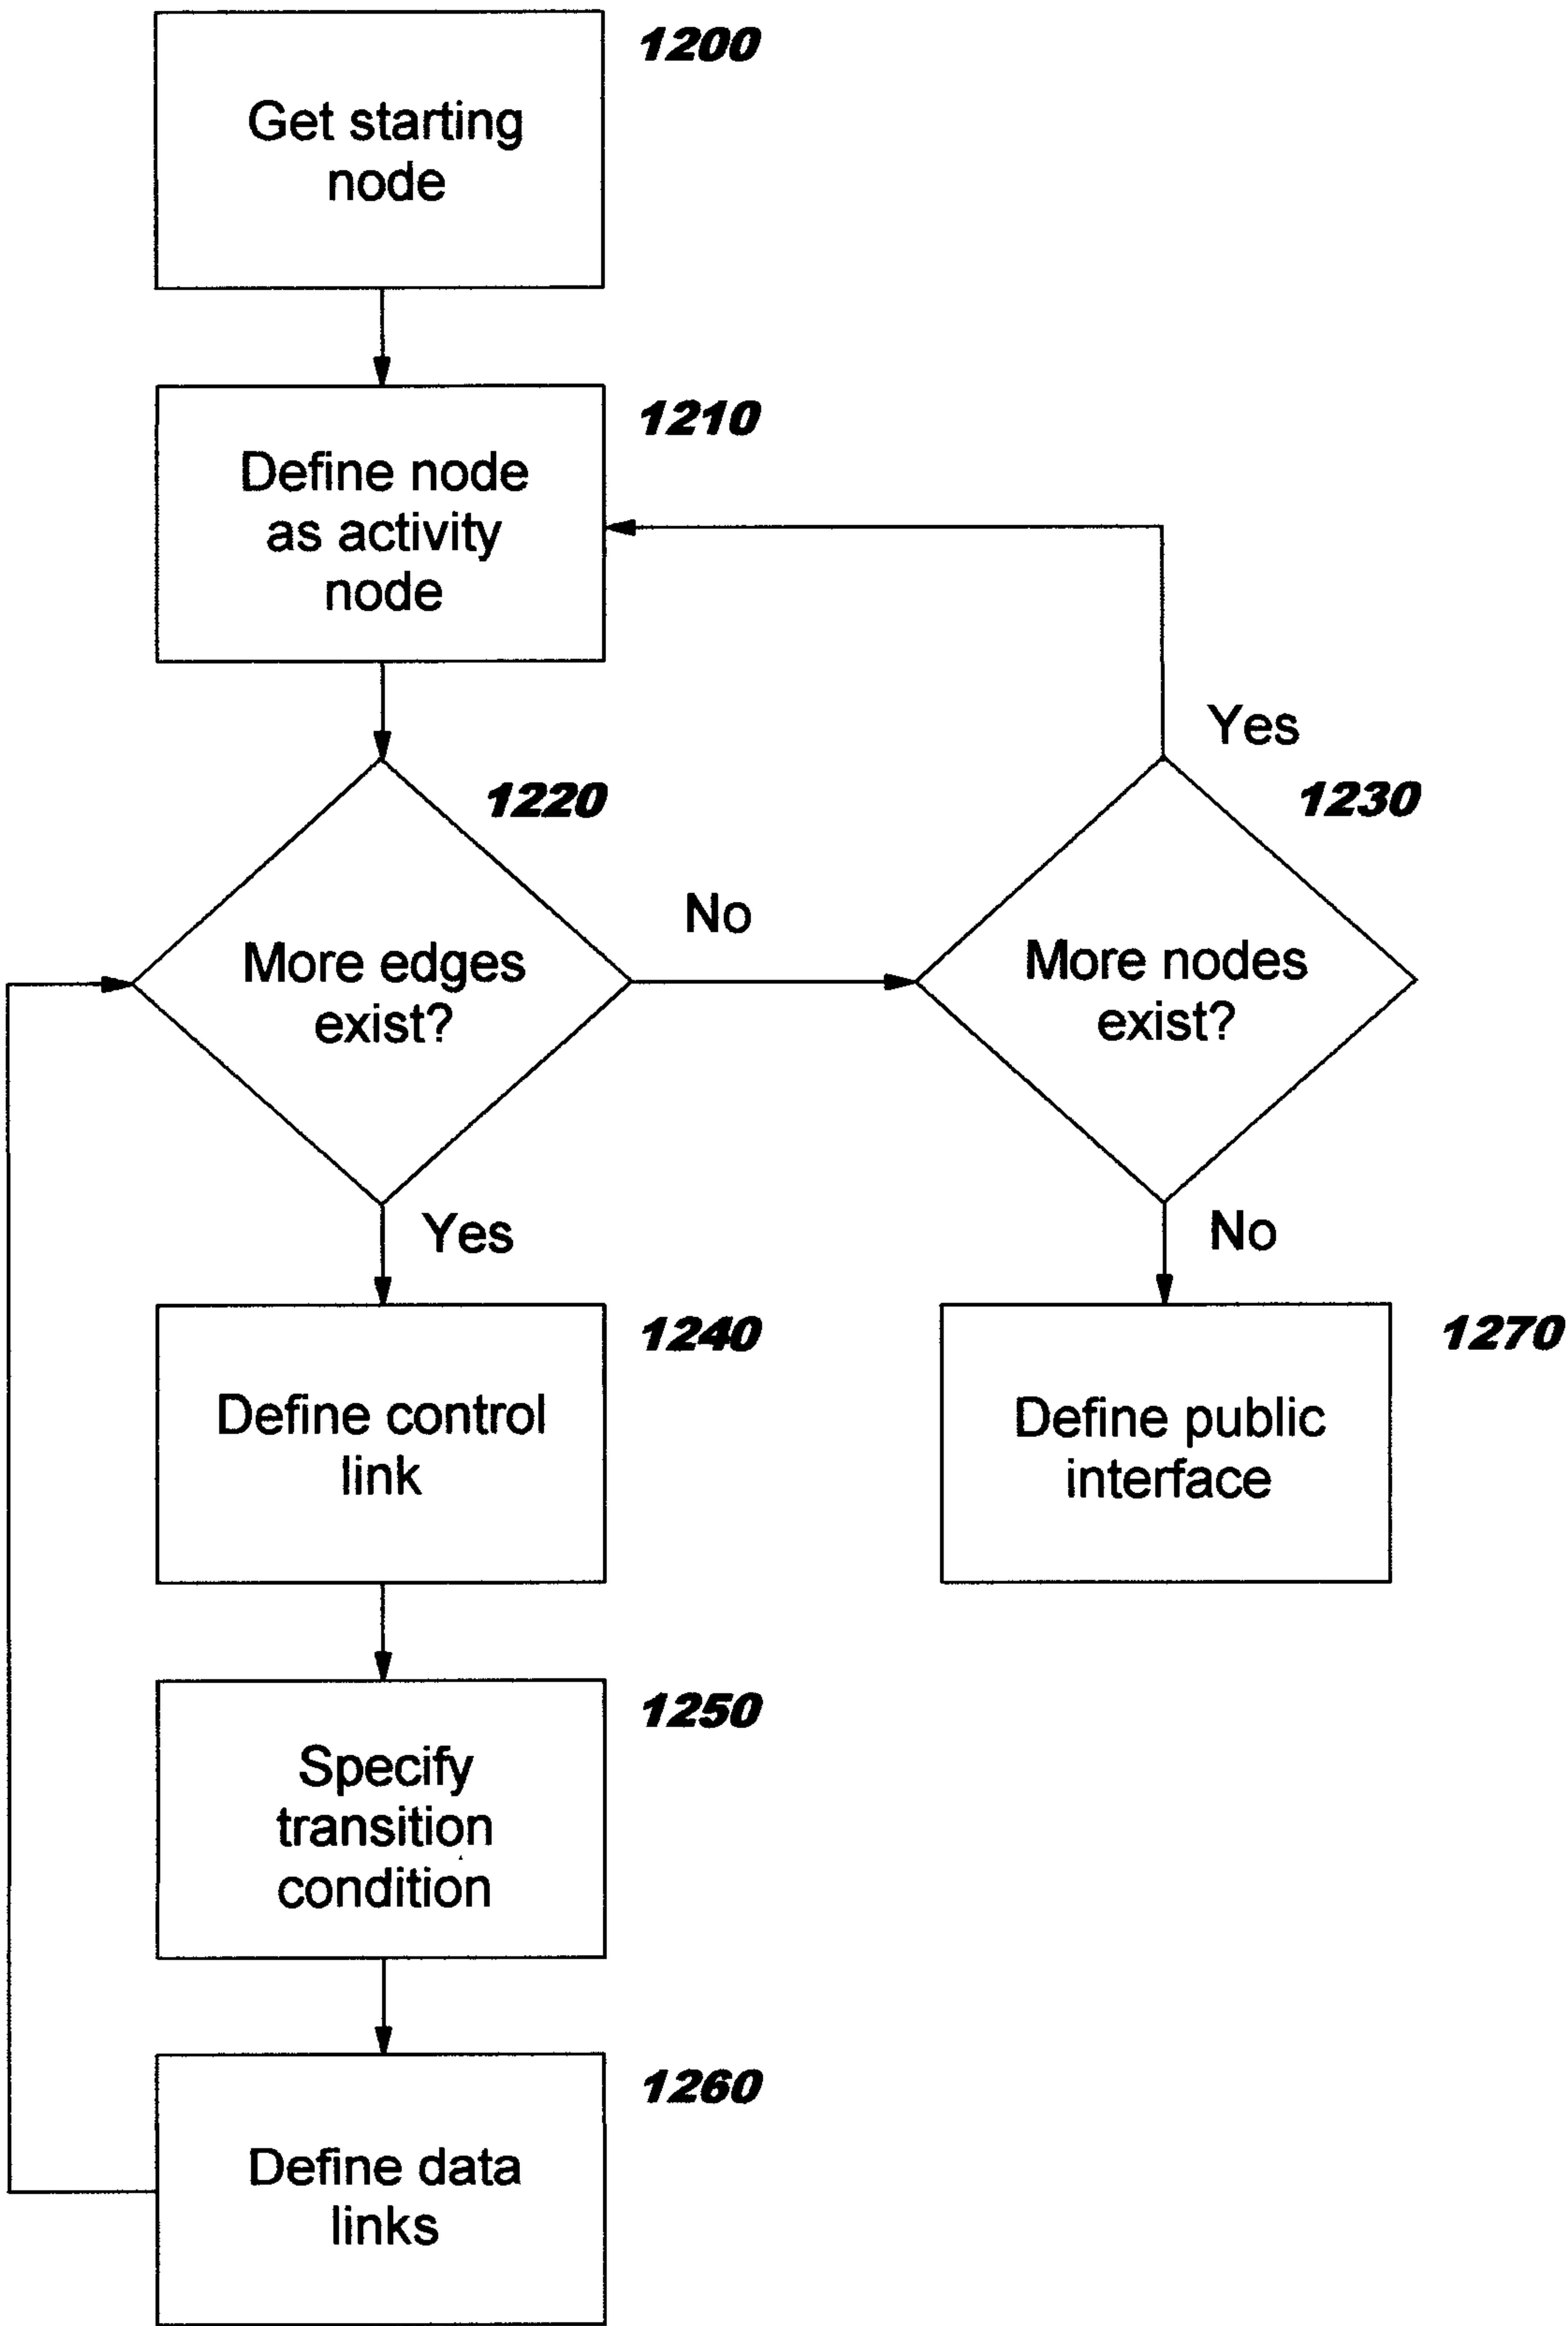 1200
Get starting
node
1210
Define node
as activity
node
Yes
1220
1230
No
More edges
exist?
More nodes
exist?
Yes
No
1240
1270
Define control
link
Define public
interface
1250
Specify
transition
condition
1260
Define data
links